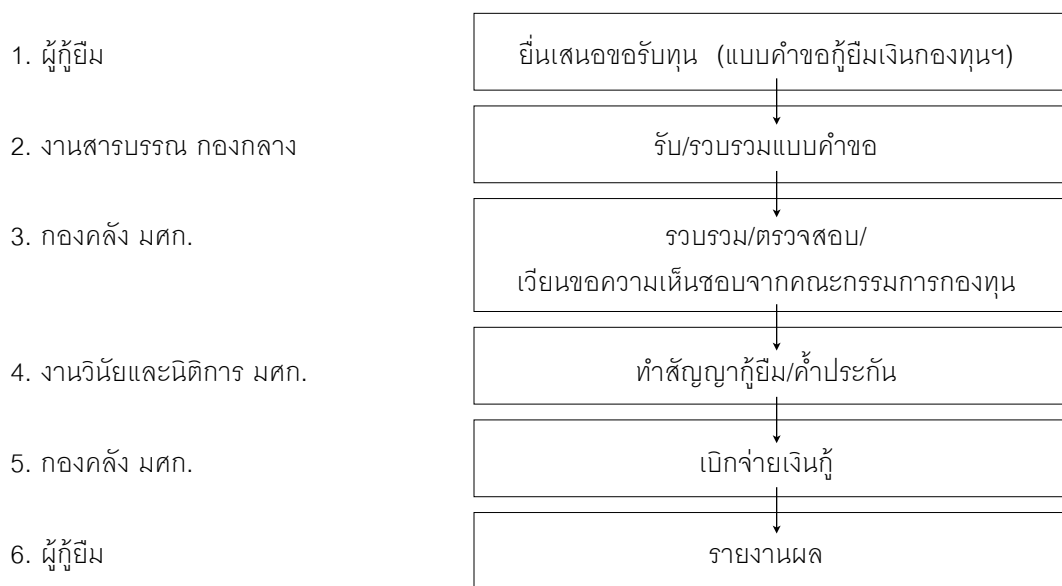 1. ผู้กู้ยืม
ยื่นเสนอขอรับทุน (แบบคำขอกู้ยืมเงินกองทุนฯ)
2. งานสารบรรณ กองกลาง
รับ/รวบรวมแบบคำขอ
3. กองคลัง มศก.
รวบรวม/ตรวจสอบ/
เวียนขอความเห็นชอบจากคณะกรรมการกองทุน
4. งานวินัยและนิติการ มศก.
ทำสัญญากู้ยืม/ค้ำประกัน
5. กองคลัง มศก.
เบิกจ่ายเงินกู้
6. ผู้กู้ยืม
รายงานผล